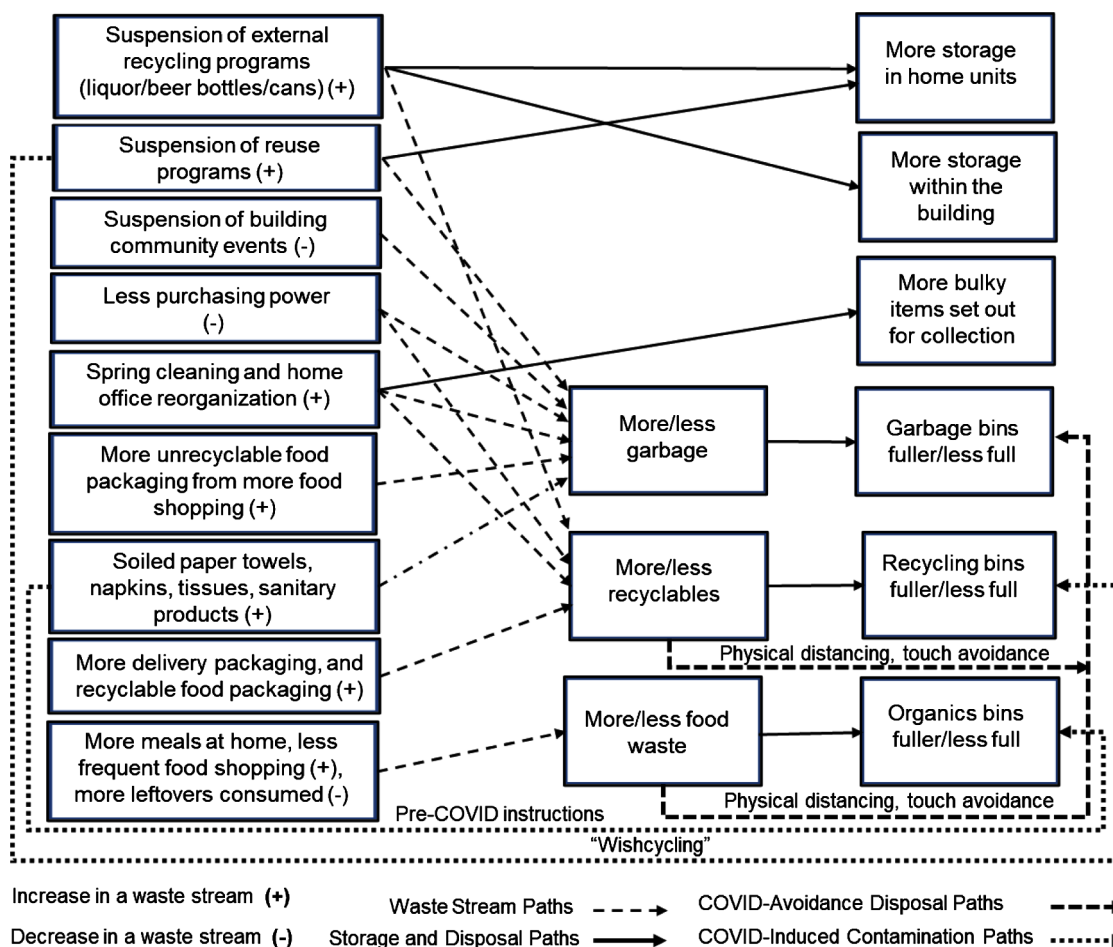 Suspension of external
recycling programs
(liquor/beer bottles/cans) (+)
Suspension of reuse
programs (+)
Suspension of building
community events (-)
Less purchasing power
(-)
Spring cleaning and home
office reorganization (+)
More unrecyclable food
packaging from more food
shopping (+)
Soiled paper towels,
napkins, tissues, sanitary
products (+)
More delivery packaging, and
recyclable food packaging (+)
More meals at home, less
frequent food shopping (+),
more leftovers consumed (-)
More/less
garbage
More/less
recyclables
More/less food
waste
More storage
in home units
More storage
within the
building
More bulky
items set out
for collection
Garbage bins
fuller/less full
Recycling bins
fuller/less full
Physical distancing, touch avoidance
Organics bins
fuller/less full
Physical distancing, touch avoidance
Pre-COVID instructions
“Wishcycling”
Increase in a waste stream (+)
Decrease in a waste stream (-)
Waste Stream Paths
Storage and Disposal Paths
COVID-Avoidance Disposal Paths
COVID-Induced Contamination Paths